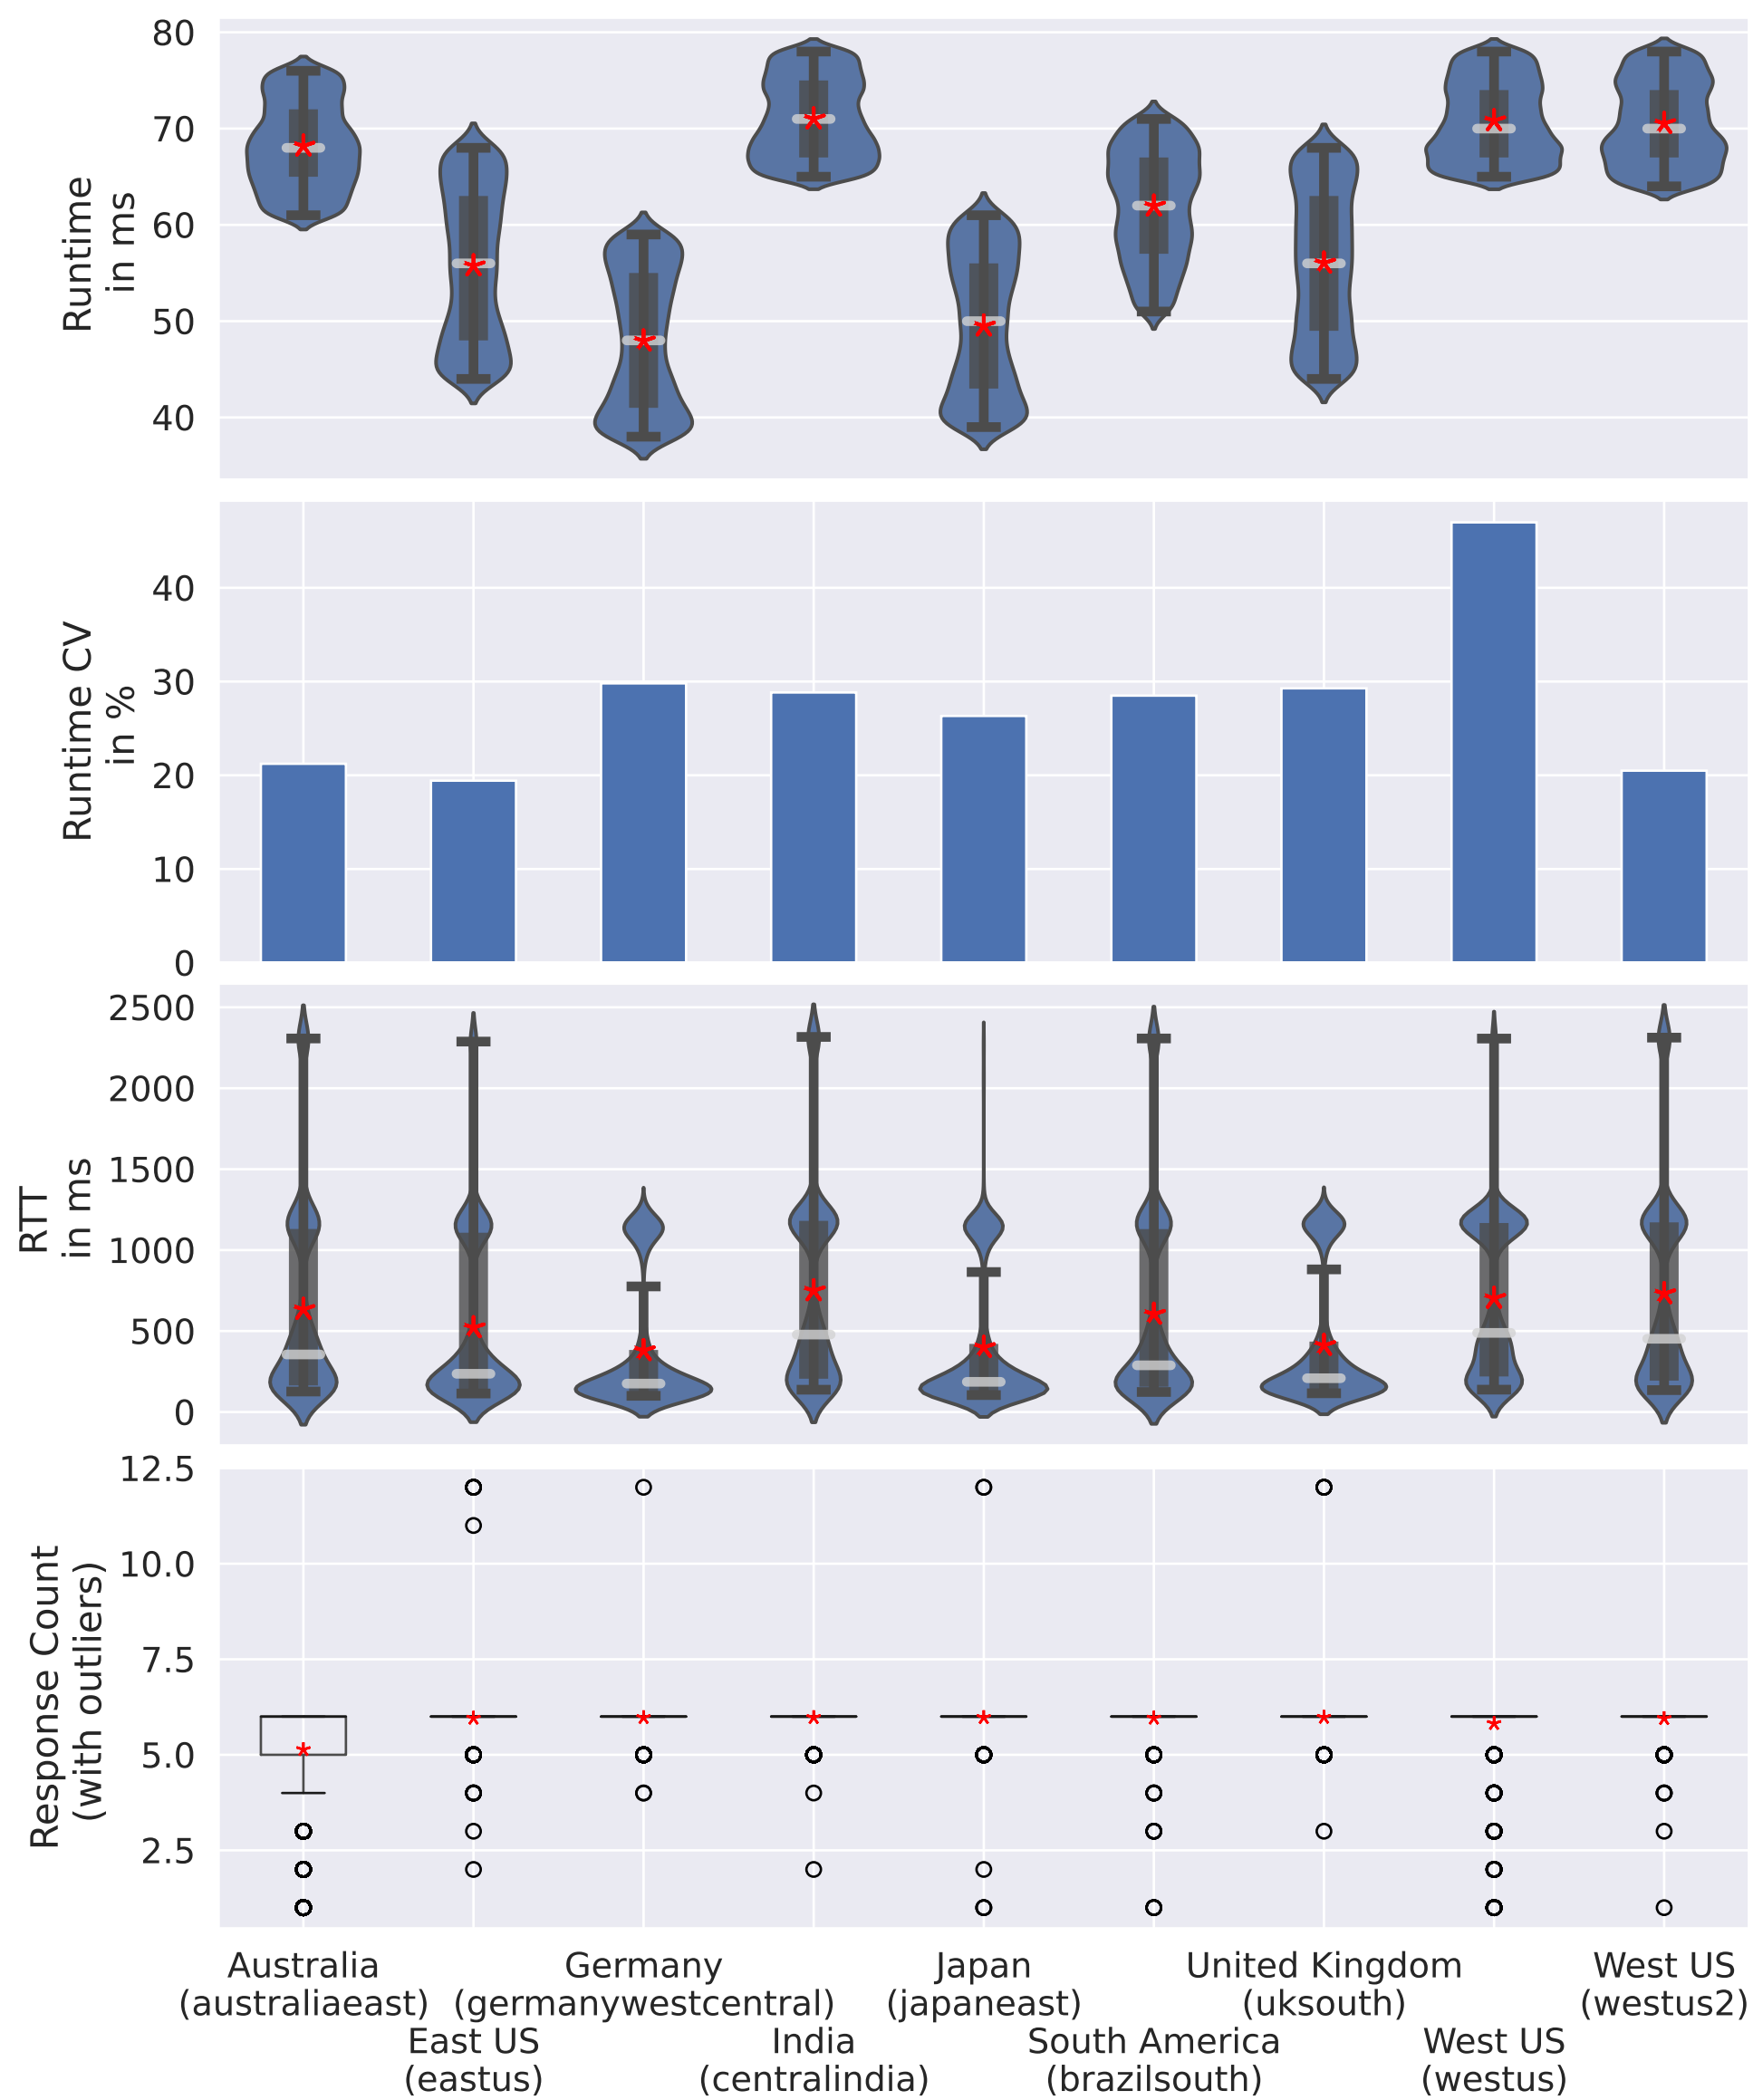 80
70
60
50
40
Runtime
in ms
40
30
20
10
0
Runtime CV
in %
2500
2000
1500
1000
500
0
RTT
in ms
12.5
10.0
7.5
5.0
2.5
Response Count
(with outliers)
Australia
(australiaeast)
East US
(eastus)
Germany
(germanywestcentral)
India
(centralindia)
Japan
(japaneast)
South America
(brazilsouth)
United Kingdom
(uksouth)
West US
(westus)
West US
(westus2)